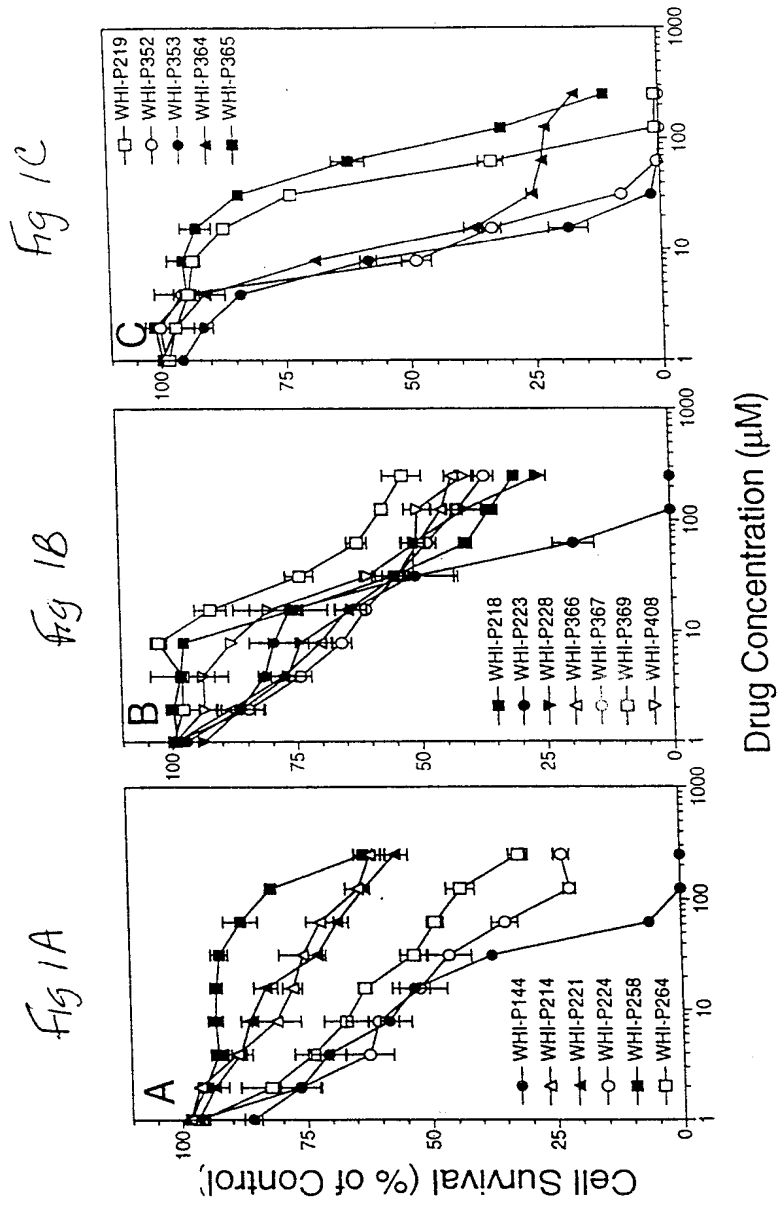 Fig 1A
Fig 1B
Fig 1C
A
100
75
50
25
0
1
10
100
1000
WHI-P144
WHI-P214
WHI-P221
WHI-P224
WHI-P258
WHI-P264
B
100
75
50
25
0
1
10
100
1000
WHI-P218
WHI-P223
WHI-P228
WHI-P366
WHI-P367
WHI-P369
WHI-P408
C
100
75
50
25
0
1
10
100
1000
WHI-P219
WHI-P352
WHI-P353
WHI-P364
WHI-P365
Cell Survival (% of Control)
Drug Concentration (µM)